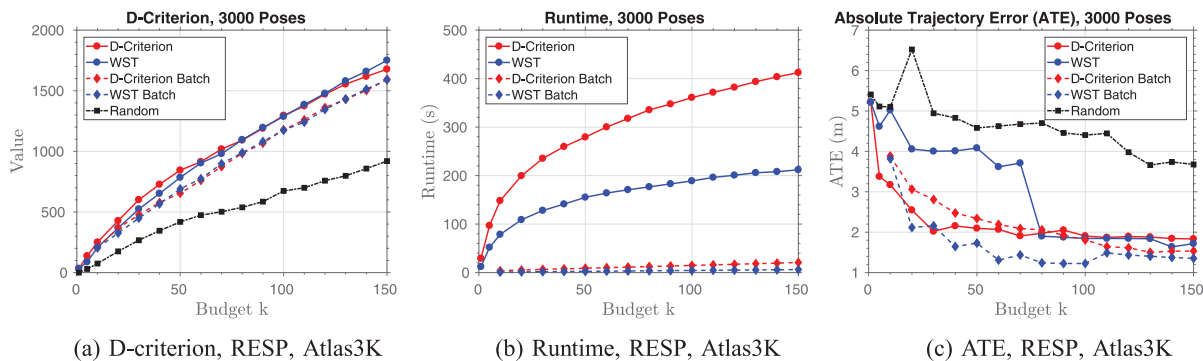 D-Criterion, 3000 Poses
2000
1500
1000
500
0
0
50
100
150
Value
Budget k
D-Criterion
WST
D-Criterion Batch
WST Batch
Random
(a) D-criterion, RESP, Atlas3K
Runtime, 3000 Poses
500
400
300
200
100
0
0
50
100
150
Runtime (s)
Budget k
D-Criterion
WST
D-Criterion Batch
WST Batch
(b) Runtime, RESP, Atlas3K
Absolute Trajectory Error (ATE), 3000 Poses
7
6
5
4
3
2
1
0
50
100
150
ATE (m)
Budget k
D-Criterion
WST
D-Criterion Batch
WST Batch
Random
(c) ATE, RESP, Atlas3K